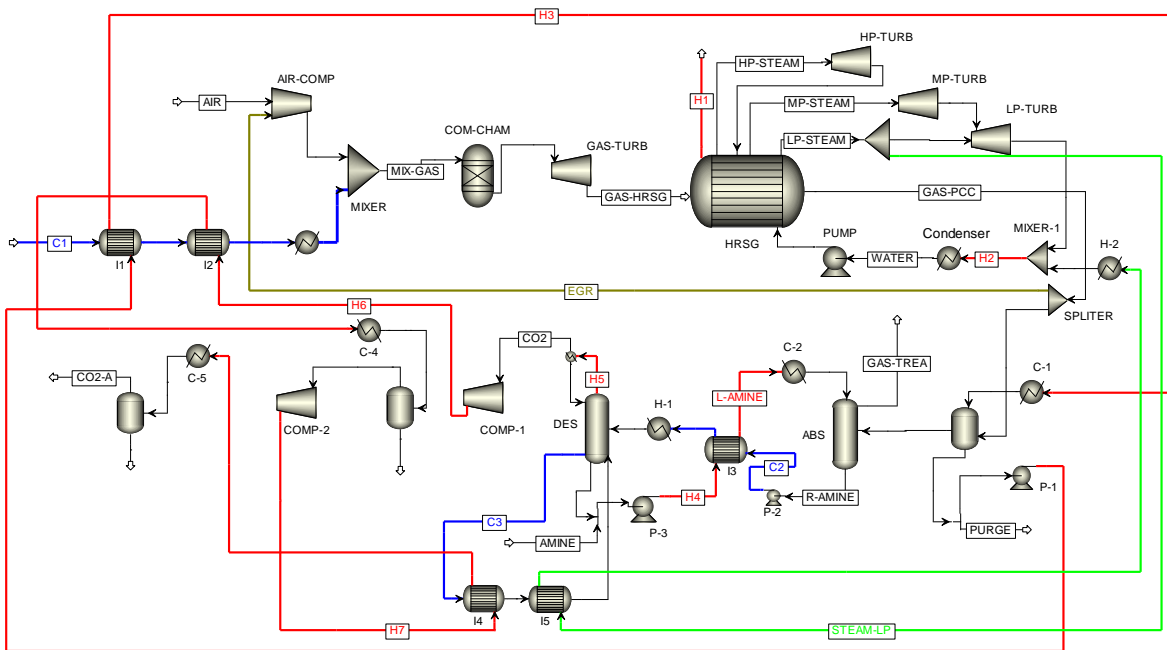 H3
HP-TURB
HP-STEAM
MP-TURB
AIR-COMP
AIR
H1
MP-STEAM
LP-TURB
COM-CHAM
GAS-TURB
LP-STEAM
MIX-GAS
MIXER
GAS-HRSG
GAS-PCC
HRSG
PUMP
Condenser
MIXER-1
H-2
C1
I1
I2
WATER
H2
EGR
SPLITER
H6
C-4
CO2
C-2
GAS-TREA
C-5
C-1
CO2-A
H5
L-AMINE
COMP-2
COMP-1
DES
H-1
ABS
I3
C2
P-2
R-AMINE
P-1
H4
C3
P-3
AMINE
PURGE
I4
I5
H7
STEAM-LP